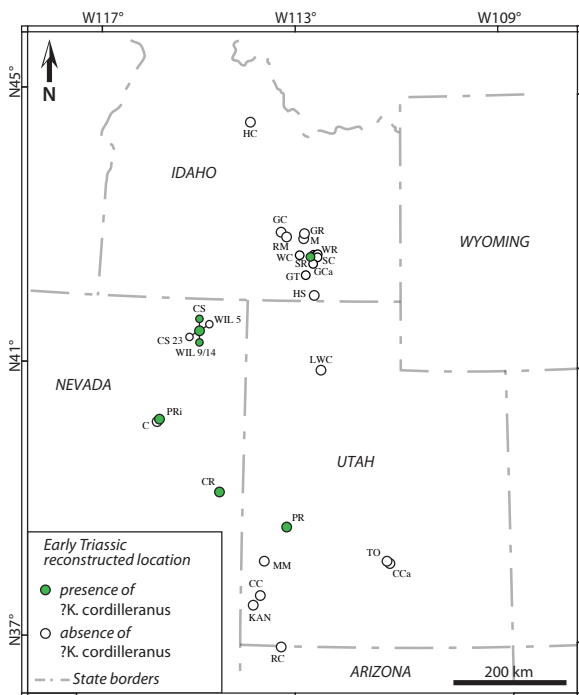 W117° W113° W109°
N45°
N
HC
IDAHO
GC GR
RM M
WYOMING
WC WR
SR SC
GCa
GT
HS
CS
WIL 5
CS 23
WIL 9/14
N41°
LWC
NEVADA
PRi
C
UTAH
CR
PR
Early Triassic
reconstructed location
presence of
?K. cordilleranus
absence of
?K. cordilleranus
State borders
MM
TO
CCa
CC
KAN
N37°
RC
ARIZONA
200 km